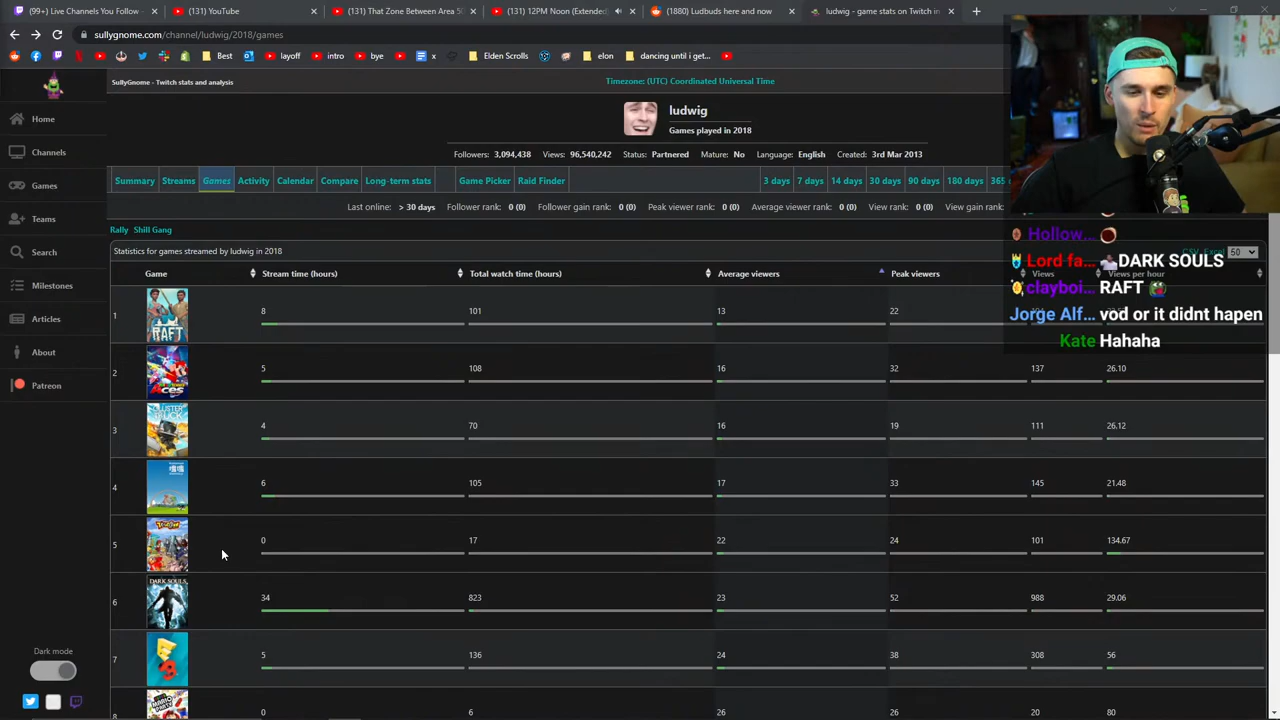 (99+) Live Channels You Follow -
(131) YouTube
(131) That Zone Between Area 5
(131) 12PM Noon (Extended
(1880) Ludbuds here and now
ludwig - game stats on Twitch in
sullygnome.com/channel/ludwig/2018/games
Best
layoff
intro
bye
Elden Scrolls
elon
dancing until i get...
SullyGnome - Twitch stats and analysis
Timezone: (UTC) Coordinated Universal Time
Home
Channels
Games
Teams
Search
Milestones
Articles
About
Patreon
Dark mode
ludwig
Games played in 2018
Followers: 3,094,438 Views: 96,540,242 Status: Partnered Mature: No Language: English Created: 3rd Mar 2013
Summary Streams Games Activity Calendar Compare Long-term stats Game Picker Raid Finder 3 days 7 days 14 days 30 days 90 days 180 days 365
Last online: > 30 days Follower rank: 0 (0) Follower gain rank: 0 (0) Peak viewer rank: 0 (0) Average viewer rank: 0 (0) View rank: 0 (0) View gain rank:
Rally Shill Gang
Statistics for games streamed by ludwig in 2018
CSV Excel 50
Game Stream time (hours) Total watch time (hours) Average viewers Peak viewers Views Views per hour
1 RAFT 8 101 13 22
2 ACES 5 108 16 32 137 26.10
3 CLUSTER TRUCK 4 70 16 19 111 26.12
4 6 105 17 33 145 21.48
5 0 17 22 24 101 134.67
6 DARK SOULS 34 823 23 52 988 29.06
7 E3 5 136 24 38 308 56
8 MARIO PARTY 0 6 26 26 20 80
Hollow...
Lord fa... DARK SOULS
clayboi... RAFT
Jorge Alf... vod or it didnt hapen
Kate Hahaha